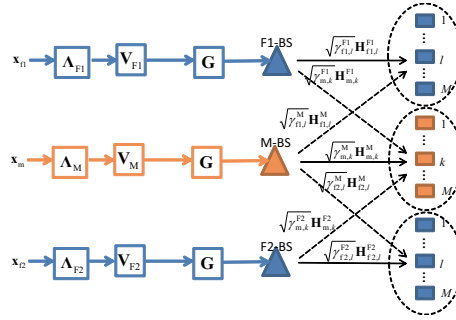 x_f1 Λ_F1 V_F1 G F1-BS √γ^F1_f1,l H^F1_f1,l 1 ⋮ l ⋮ M
√γ^F1_m,k H^F1_m,k
√γ^M_f1,l H^M_f1,l
x_m Λ_M V_M G M-BS √γ^M_m,k H^M_m,k 1 ⋮ k ⋮ M
√γ^M_f2,l H^M_f2,l
√γ^F2_m,k H^F2_m,k
x_f2 Λ_F2 V_F2 G F2-BS √γ^F2_f2,l H^F2_f2,l 1 ⋮ l ⋮ M